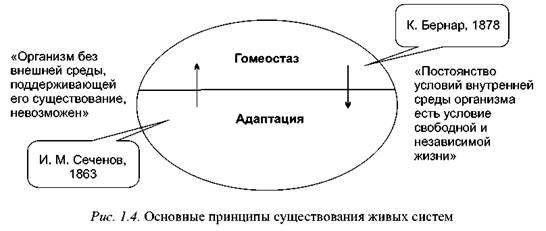 К. Бернар, 1878
«Организм без
внешней среды,
поддерживающей
его существование,
невозможен»
Гомеостаз
Адаптация
«Постоянство
условий внутренней
среды организма
есть условие
свободной и
независимой
жизни»
И. М. Сеченов,
1863
Рис. 1.4. Основные принципы существования живых систем